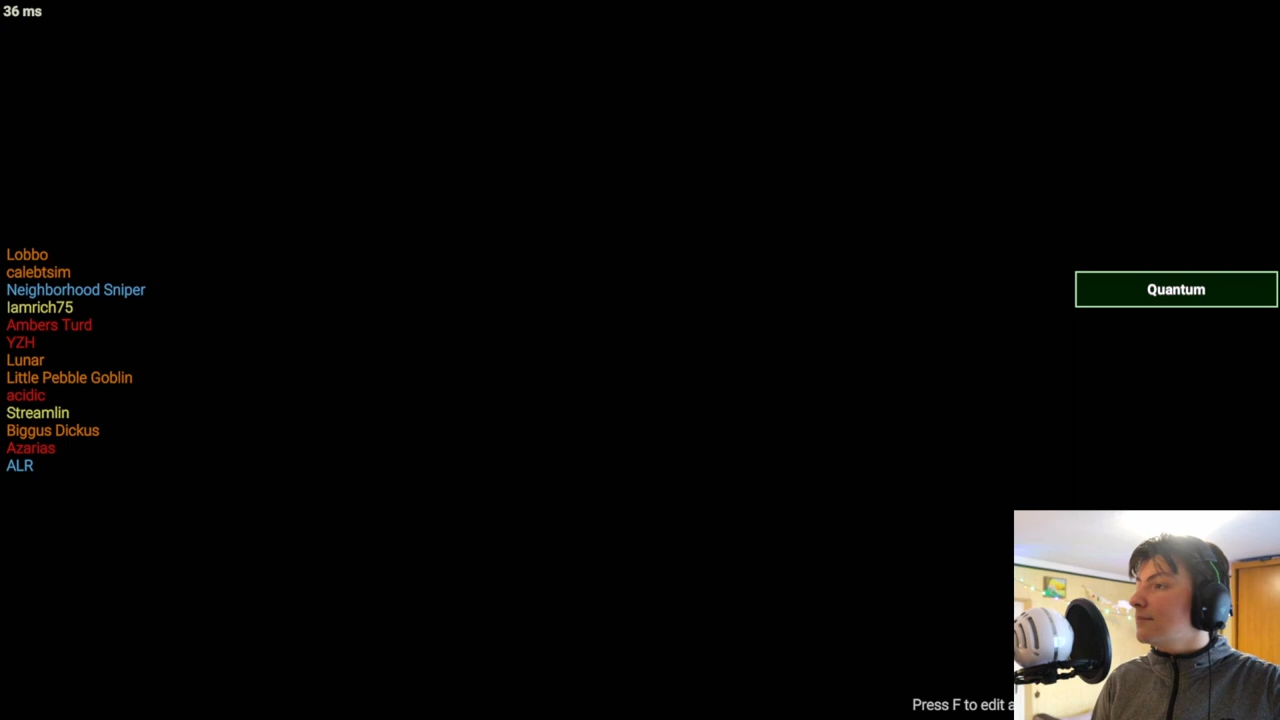 36 ms
Lobbo
calebtsim
Neighborhood Sniper
Iamrich75
Quantum
Ambers Turd
YZH
Lunar
Little Pebble Goblin
acidic
Streamlin
Biggus Dickus
Azarias
ALR
Press F to edit a